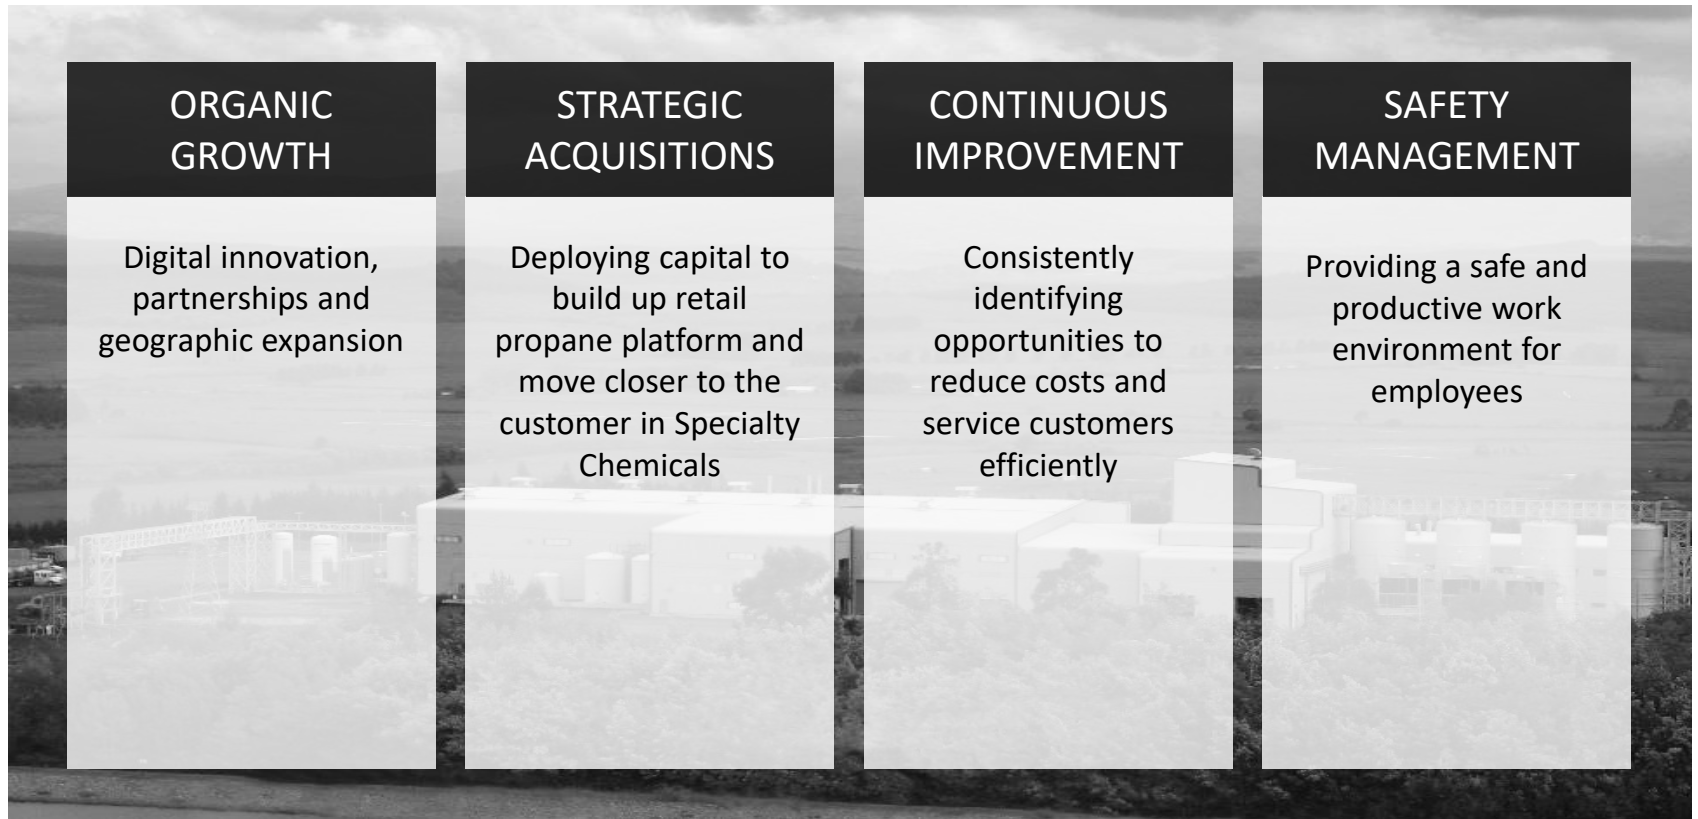 ORGANIC
GROWTH
Digital innovation,
partnerships and
geographic expansion
STRATEGIC
ACQUISITIONS
Deploying capital to
build up retail
propane platform and
move closer to the
customer in Specialty
Chemicals
CONTINUOUS
IMPROVEMENT
Consistently
identifying
opportunities to
reduce costs and
service customers
efficiently
SAFETY
MANAGEMENT
Providing a safe and
productive work
environment for
employees